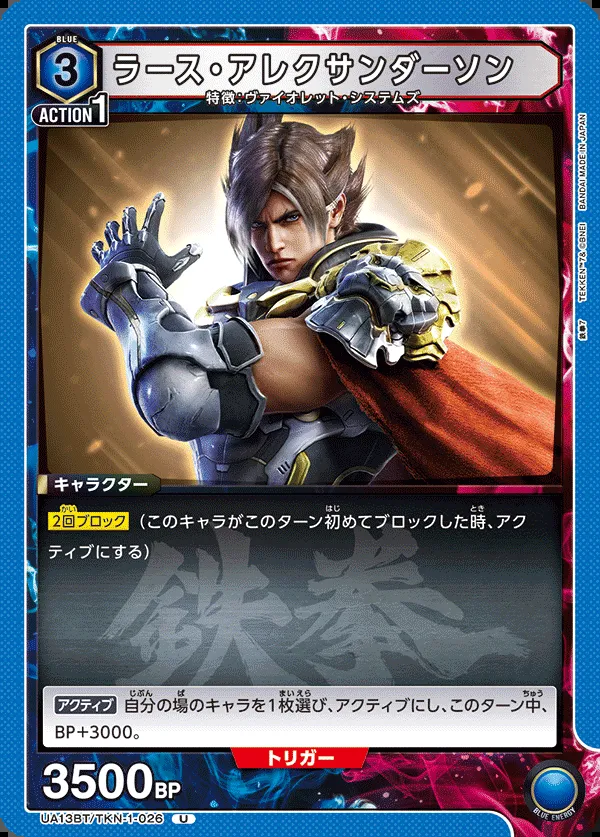 BLUE
3
ラース・アレクサンダーソン
特徴:ヴァイオレット・システムズ
ACTION 1
鉄拳7 TEKKEN™7& ©BNEI BANDAI MADE IN JAPAN
キャラクター
2回ブロック (このキャラがこのターン初めてブロックした時、アク
ティブにする)
鉄拳
アクティブ 自分の場のキャラを1枚選び、アクティブにし、このターン中、
BP+3000。
トリガー
3500BP
BLUE ENERGY
UA13BT/TKN-1-026 U